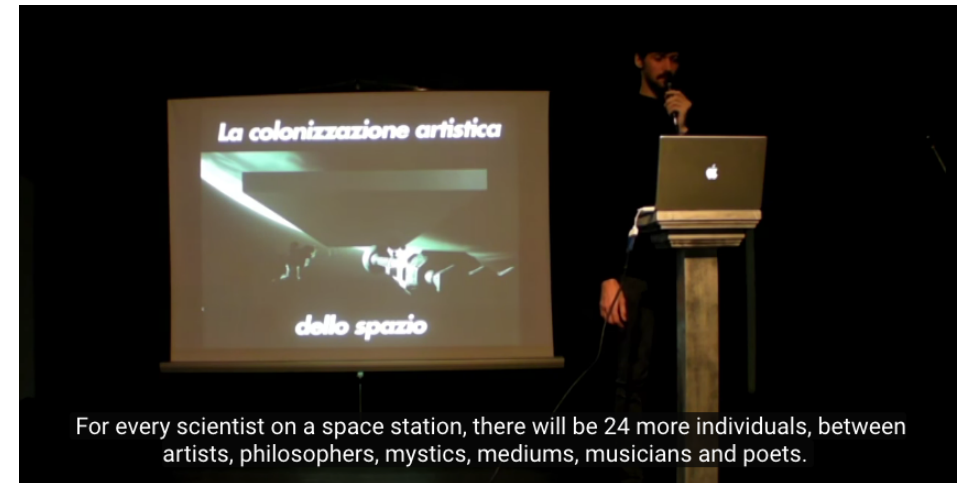 La colonizzazione artistica
dello spazio
For every scientist on a space station, there will be 24 more individuals, between
artists, philosophers, mystics, mediums, musicians and poets.